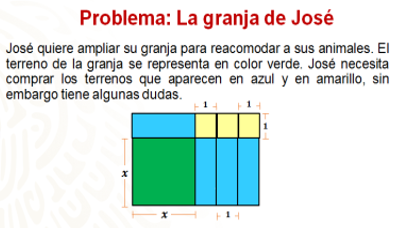 Problema: La granja de José
José quiere ampliar su granja para reacomodar a sus animales. El
terreno de la granja se representa en color verde. José necesita
comprar los terrenos que aparecen en azul y en amarillo, sin
embargo tiene algunas dudas.
1 1
1
x
x 1